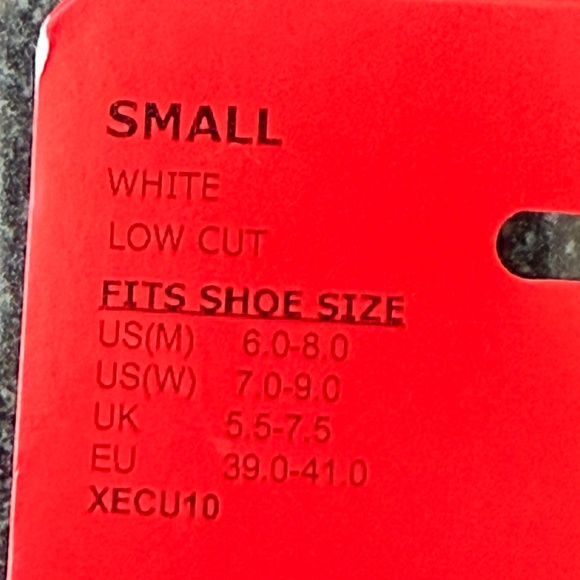 SMALL
WHITE
LOW CUT
FITS SHOE SIZE
US(M) 6.0-8.0
US(W) 7.0-9.0
UK 5.5-7.5
EU 39.0-41.0
XECU10